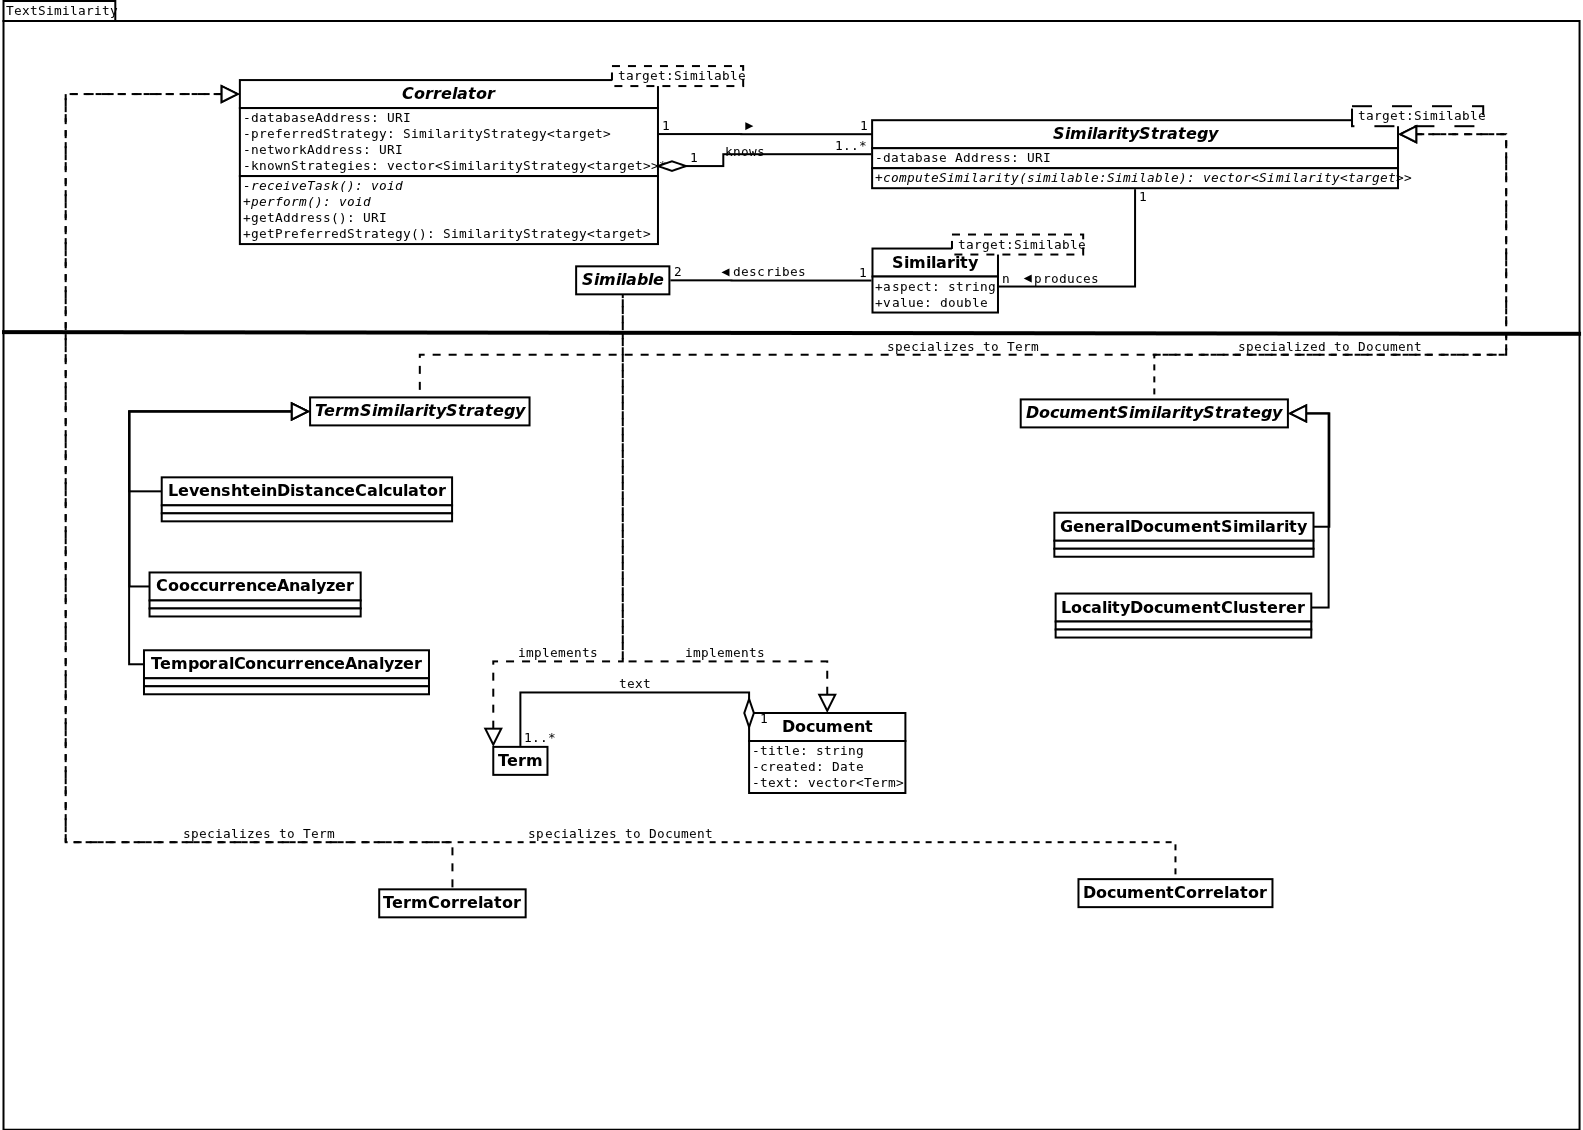 TextSimilarity
target:Similable
Correlator
-databaseAddress: URI
-preferredStrategy: SimilarityStrategy<target>
-networkAddress: URI
-knownStrategies: vector<SimilarityStrategy<target>>
-receiveTask(): void
+perform(): void
+getAddress(): URI
+getPreferredStrategy(): SimilarityStrategy<target>
1 ► 1
1 knows 1..*
target:Similable
SimilarityStrategy
-database Address: URI
+computeSimilarity(similable:Similable): vector<Similarity<target>>
1
target:Similable
Similarity
+aspect: string
+value: double
n ◄produces
Similable
2 ◄describes 1
specializes to Term
specialized to Document
TermSimilarityStrategy
DocumentSimilarityStrategy
LevenshteinDistanceCalculator
GeneralDocumentSimilarity
CooccurrenceAnalyzer
LocalityDocumentClusterer
TemporalConcurrenceAnalyzer
implements
implements
text
1
1..*
Term
Document
-title: string
-created: Date
-text: vector<Term>
specializes to Term
specializes to Document
TermCorrelator
DocumentCorrelator